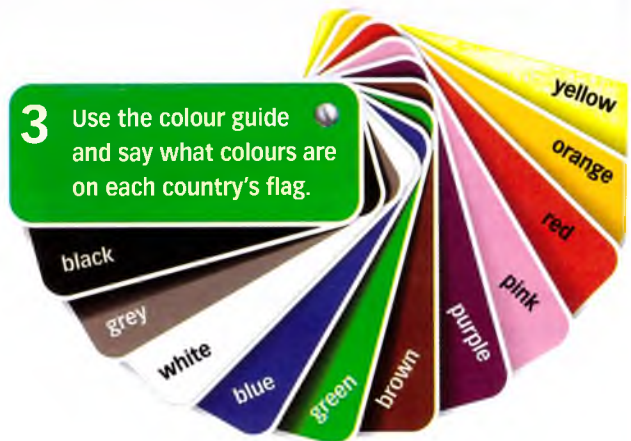 3 Use the colour guide
and say what colours are
on each country's flag.
yellow
orange
red
pink
purple
brown
green
blue
white
grey
black